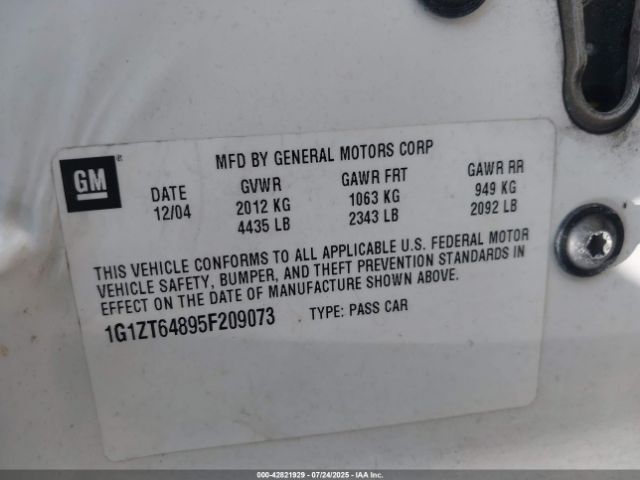 GM
MFD BY GENERAL MOTORS CORP
DATE GVWR GAWR FRT GAWR RR
12/04 2012 KG 1063 KG 949 KG
4435 LB 2343 LB 2092 LB
THIS VEHICLE CONFORMS TO ALL APPLICABLE U.S. FEDERAL MOTOR
VEHICLE SAFETY, BUMPER, AND THEFT PREVENTION STANDARDS IN
EFFECT ON THE DATE OF MANUFACTURE SHOWN ABOVE.
1G1ZT64895F209073 TYPE: PASS CAR
000-42821929 07/24/2025 IAAI.com